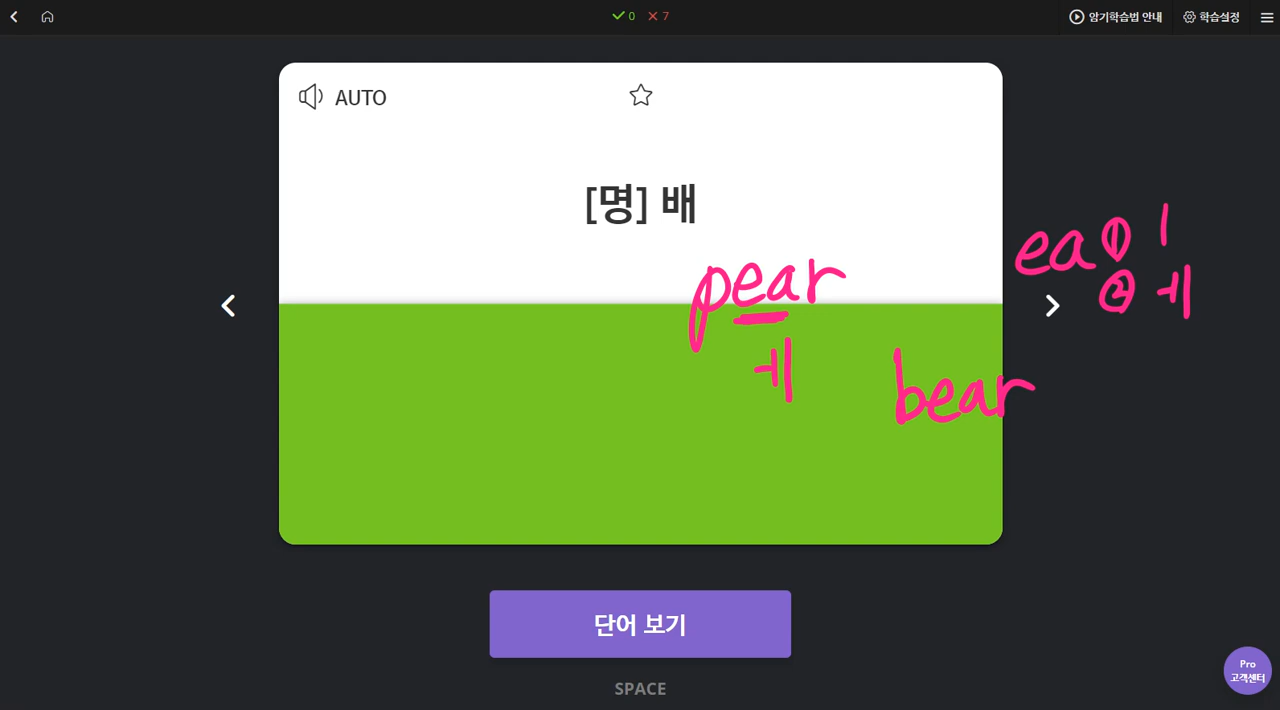 0 7 암기학습법 안내 학습설정
AUTO
[명] 배
pear
ㅔ
bear
ea ① ㅣ
② ㅔ
단어 보기
SPACE
Pro
고객센터